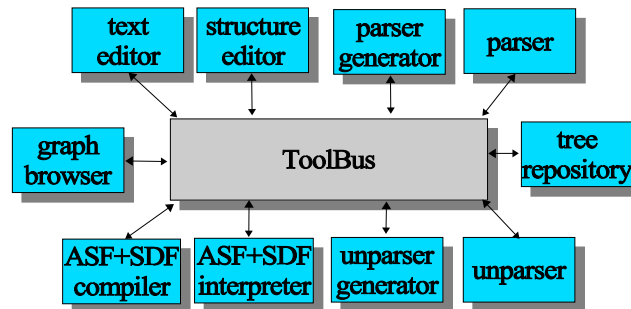 text
editor
structure
editor
parser
generator
parser
graph
browser
ToolBus
tree
repository
ASF+SDF
compiler
ASF+SDF
interpreter
unparser
generator
unparser